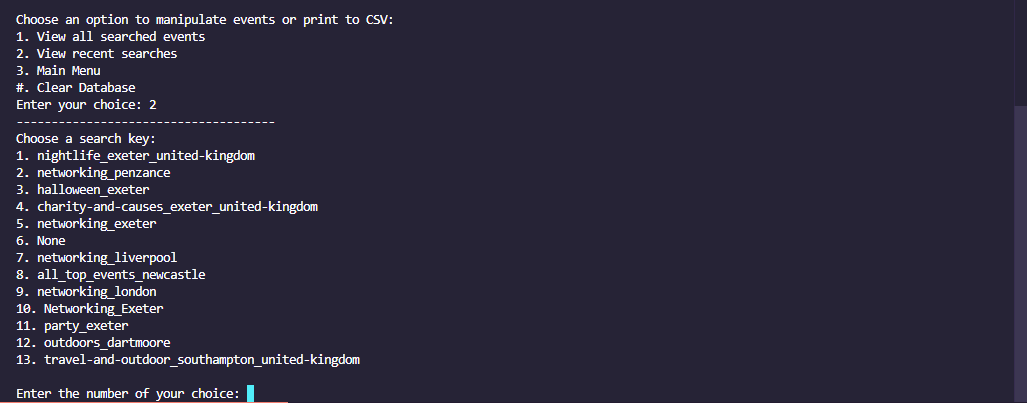 Choose an option to manipulate events or print to CSV:
1. View all searched events
2. View recent searches
3. Main Menu
#. Clear Database
Enter your choice: 2
-------------------------------------
Choose a search key:
1. nightlife_exeter_united-kingdom
2. networking_penzance
3. halloween_exeter
4. charity-and-causes_exeter_united-kingdom
5. networking_exeter
6. None
7. networking_liverpool
8. all_top_events_newcastle
9. networking_london
10. Networking_Exeter
11. party_exeter
12. outdoors_dartmoore
13. travel-and-outdoor_southampton_united-kingdom
Enter the number of your choice: